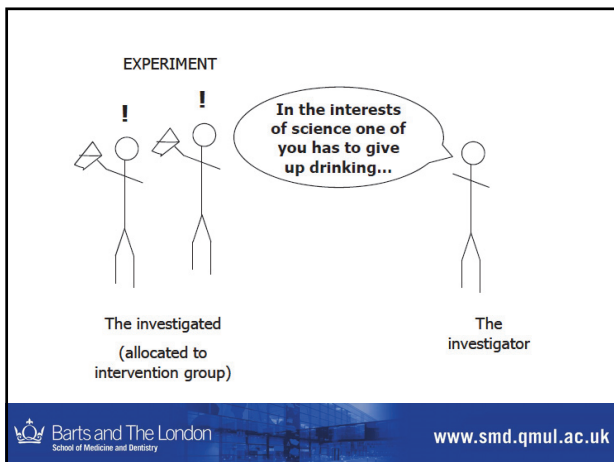 EXPERIMENT
! !
In the interests
of science one of
you has to give
up drinking...
The investigated
(allocated to
intervention group)
The
investigator
Barts and The London
School of Medicine and Dentistry
www.smd.qmul.ac.uk